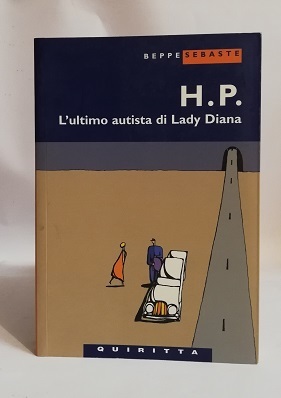 BEPPE SEBASTE
H.P.
L'ultimo autista di Lady Diana
QUIRITTA